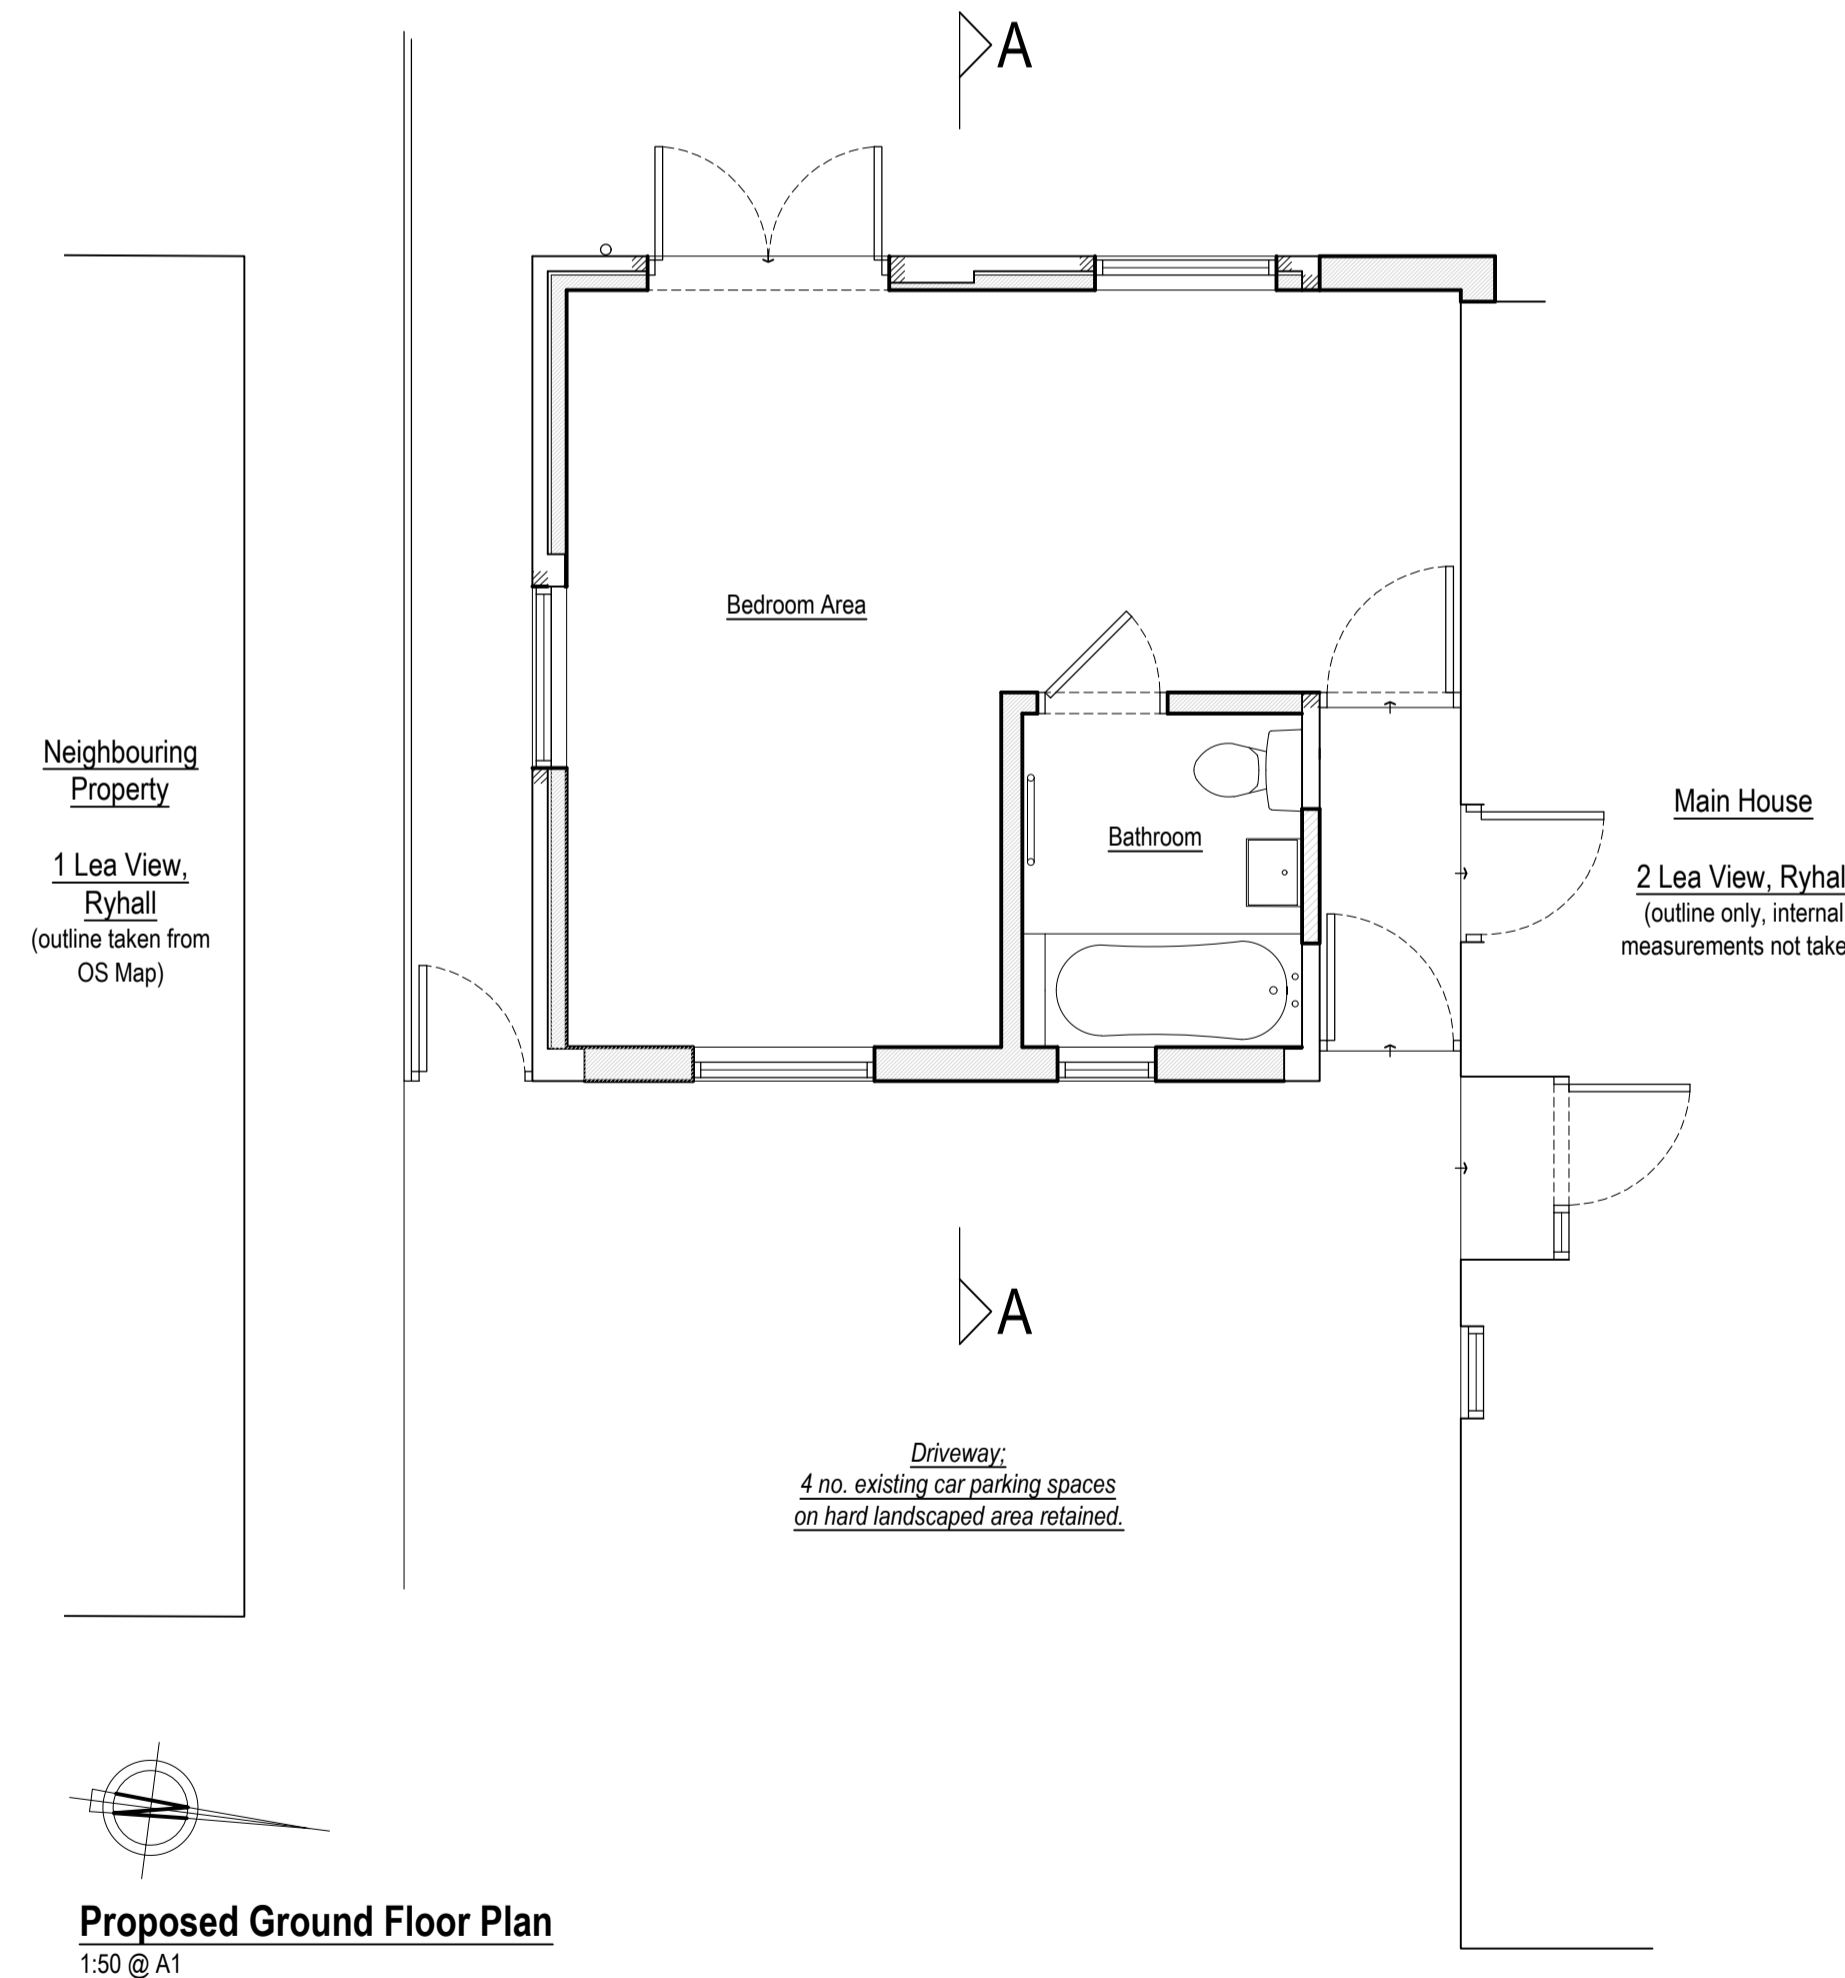 A
Bedroom Area
Neighbouring
Property
1 Lea View,
Ryhall
(outline taken from
OS Map)
Bathroom
Main House
2 Lea View, Ryhal
(outline only, internal
measurements not take
A
Driveway;
4 no. existing car parking spaces
on hard landscaped area retained.
Proposed Ground Floor Plan
1:50 @ A1